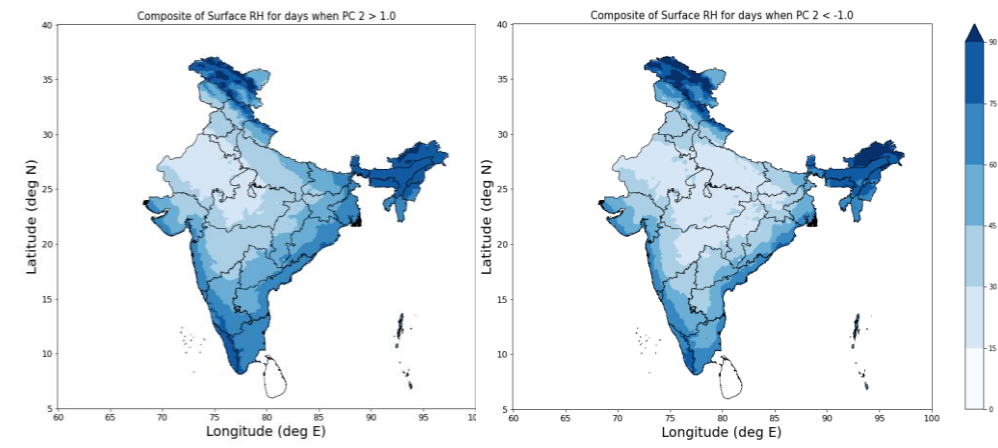 Composite of Surface RH for days when PC 2 > 1.0
40
35
30
25
20
15
10
5
Latitude (deg N)
60 65 70 75 80 85 90 95 100
Longitude (deg E)
Composite of Surface RH for days when PC 2 < -1.0
40
35
30
25
20
15
10
5
Latitude (deg N)
60 65 70 75 80 85 90 95 100
Longitude (deg E)
90
75
60
45
30
15
0